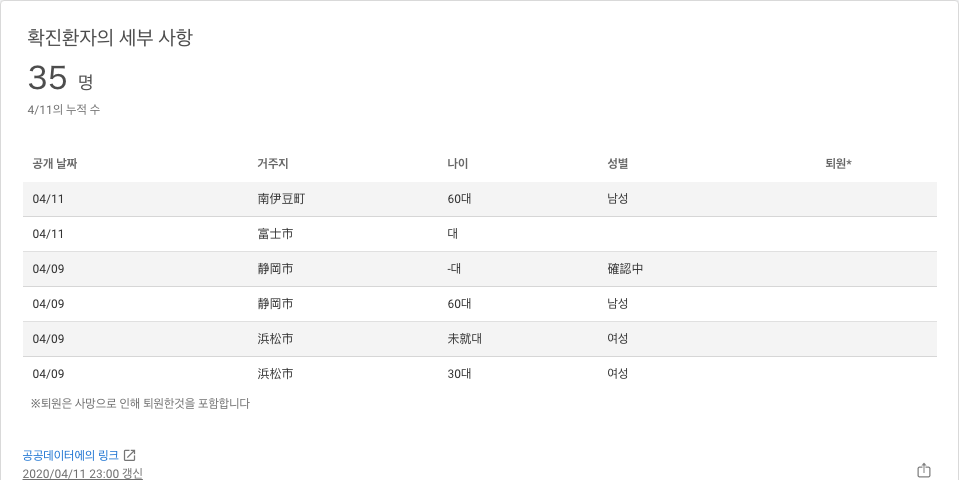 확진환자의 세부 사항
35 명
4/11의 누적 수
공개 날짜 거주지 나이 성별 퇴원*
04/11 南伊豆町 60대 남성
04/11 富士市 대
04/09 静岡市 -대 確認中
04/09 静岡市 60대 남성
04/09 浜松市 未就대 여성
04/09 浜松市 30대 여성
※퇴원은 사망으로 인해 퇴원한것을 포함합니다
공공데이터에의 링크
2020/04/11 23:00 갱신